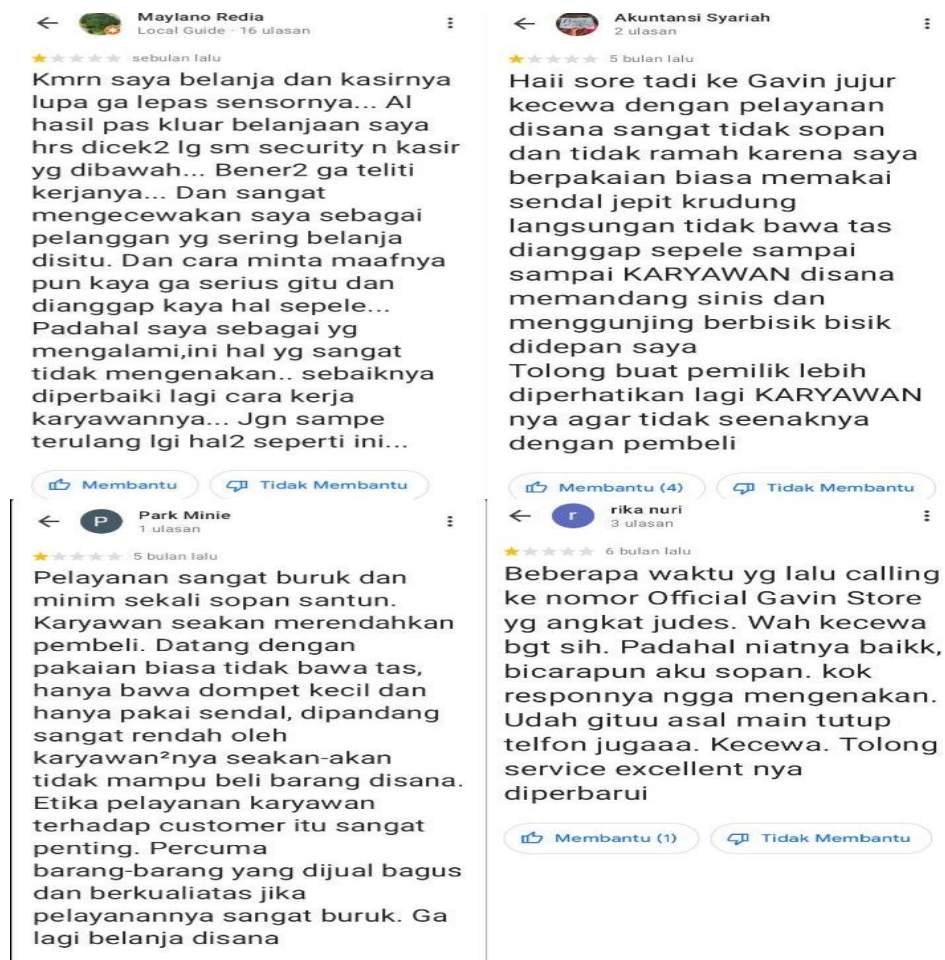 Maylano Redia
Local Guide · 16 ulasan
sebulan lalu
Kmrn saya belanja dan kasirnya
lupa ga lepas sensornya... Al
hasil pas kluar belanjaan saya
hrs dicek2 lg sm security n kasir
yg dibawah... Bener2 ga teliti
kerjanya... Dan sangat
mengecewakan saya sebagai
pelanggan yg sering belanja
disitu. Dan cara minta maafnya
pun kaya ga serius gitu dan
dianggap kaya hal sepele...
Padahal saya sebagai yg
mengalami,ini hal yg sangat
tidak mengenakan.. sebaiknya
diperbaiki lagi cara kerja
karyawannya... Jgn sampe
terulang lgi hal2 seperti ini...
Membantu
Tidak Membantu
Akuntansi Syariah
2 ulasan
5 bulan lalu
Haii sore tadi ke Gavin jujur
kecewa dengan pelayanan
disana sangat tidak sopan
dan tidak ramah karena saya
berpakaian biasa memakai
sendal jepit krudung
langsungan tidak bawa tas
dianggap sepele sampai
sampai KARYAWAN disana
memandang sinis dan
menggunjing berbisik bisik
didepan saya
Tolong buat pemilik lebih
diperhatikan lagi KARYAWAN
nya agar tidak seenaknya
dengan pembeli
Membantu (4)
Tidak Membantu
P
Park Minie
1 ulasan
5 bulan lalu
Pelayanan sangat buruk dan
minim sekali sopan santun.
Karyawan seakan merendahkan
pembeli. Datang dengan
pakaian biasa tidak bawa tas,
hanya bawa dompet kecil dan
hanya pakai sendal, dipandang
sangat rendah oleh
karyawan²nya seakan-akan
tidak mampu beli barang disana.
Etika pelayanan karyawan
terhadap customer itu sangat
penting. Percuma
barang-barang yang dijual bagus
dan berkualiatas jika
pelayanannya sangat buruk. Ga
lagi belanja disana
r
rika nuri
3 ulasan
6 bulan lalu
Beberapa waktu yg lalu calling
ke nomor Official Gavin Store
yg angkat judes. Wah kecewa
bgt sih. Padahal niatnya baikk,
bicarapun aku sopan. kok
responnya ngga mengenakan.
Udah gituu asal main tutup
telfon jugaaa. Kecewa. Tolong
service excellent nya
diperbarui
Membantu (1)
Tidak Membantu